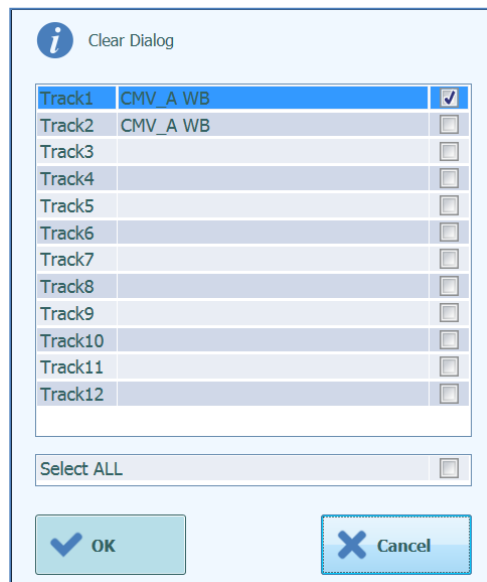 Clear Dialog
Track1 CMV_A WB
Track2 CMV_A WB
Track3
Track4
Track5
Track6
Track7
Track8
Track9
Track10
Track11
Track12
Select ALL
OK Cancel